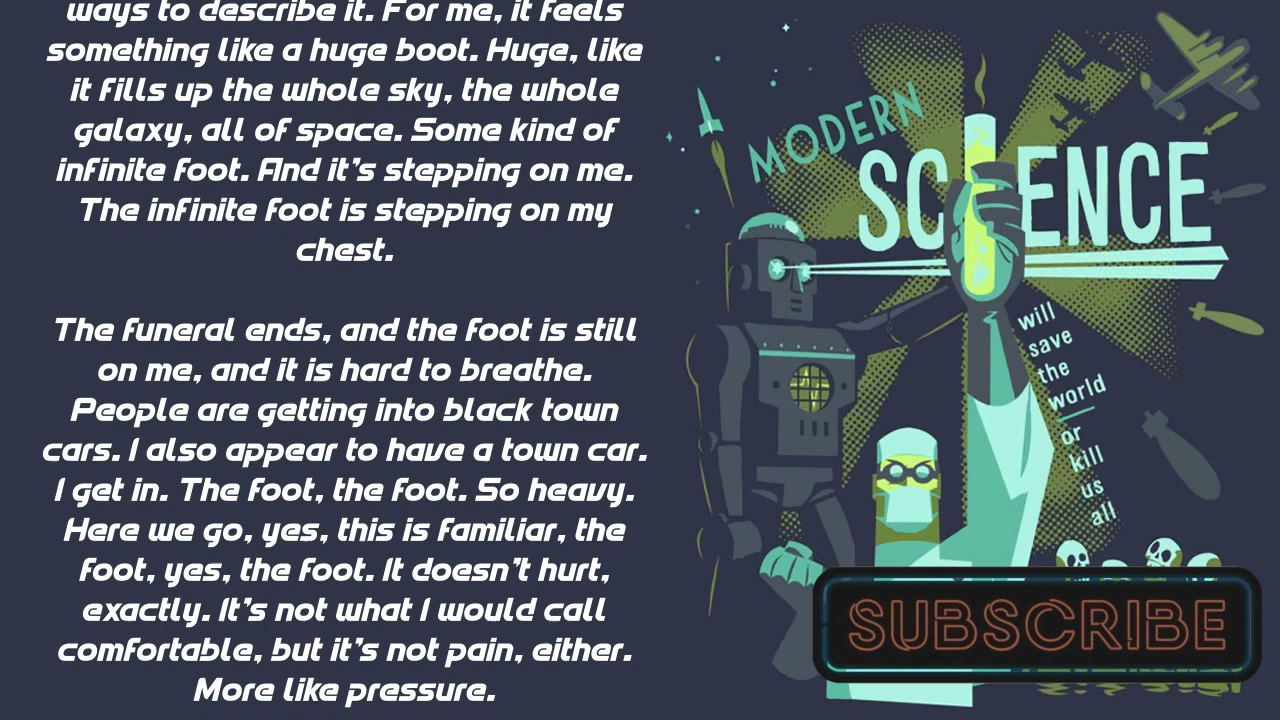 ways to describe it. For me, it feels
something like a huge boot. Huge, like
it fills up the whole sky, the whole
galaxy, all of space. Some kind of
infinite foot. And it’s stepping on me.
The infinite foot is stepping on my
chest.
The funeral ends, and the foot is still
on me, and it is hard to breathe.
People are getting into black town
cars. I also appear to have a town car.
I get in. The foot, the foot. So heavy.
Here we go, yes, this is familiar, the
foot, yes, the foot. It doesn’t hurt,
exactly. It’s not what I would call
comfortable, but it’s not pain, either.
More like pressure.
MODERN
SCIENCE
will
save
the
world
or
kill
us
all
SUBSCRIBE